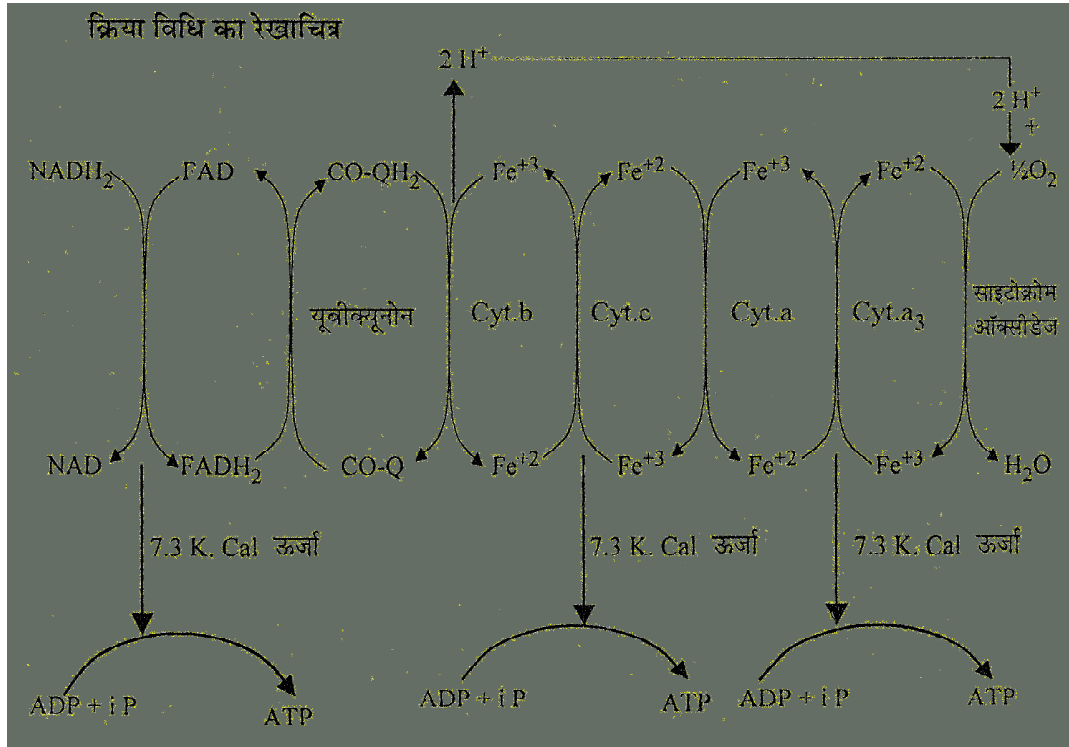 क्रिया विधि का रेखाचित्र
2 H⁺
2 H⁺
+
NADH₂ FAD CO-QH₂ Fe⁺³ Fe⁺² Fe⁺³ Fe⁺² ½O₂
यूवीक्यूनोन Cyt.b Cyt.c Cyt.a Cyt.a₃ साइटोक्रोम
ऑक्सीडेज
NAD FADH₂ CO-Q Fe⁺² Fe⁺³ Fe⁺² Fe⁺³ H₂O
7.3 K. Cal ऊर्जा 7.3 K. Cal ऊर्जा 7.3 K. Cal ऊर्जा
ADP + i P ATP ADP + i P ATP ADP + i P ATP